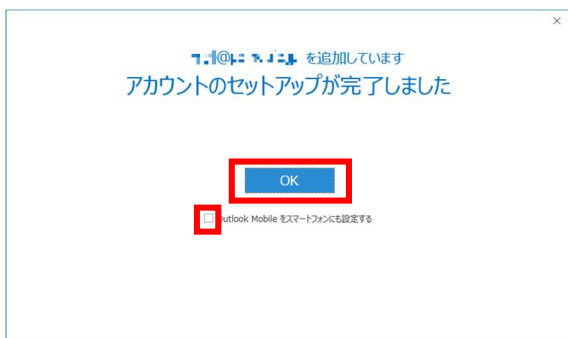 を追加しています
アカウントのセットアップが完了しました
OK
Outlook Mobile をスマートフォンにも設定する